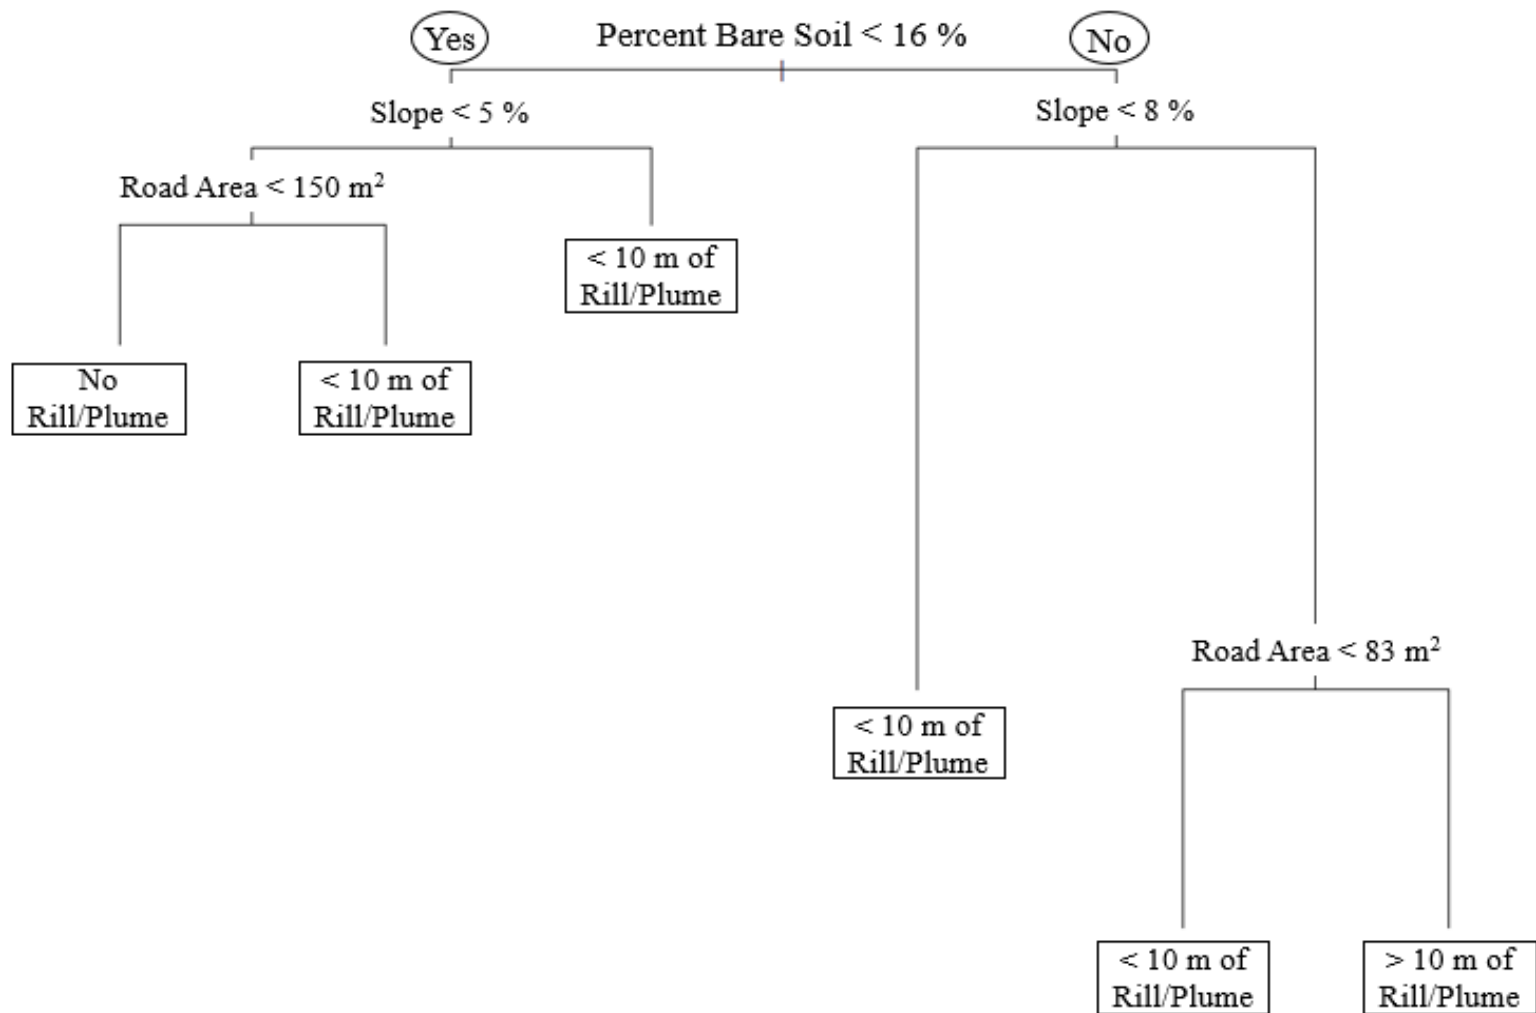 Yes
Percent Bare Soil < 16 %
No
Slope < 5 %
Slope < 8 %
Road Area < 150 m²
< 10 m of
Rill/Plume
No
Rill/Plume
< 10 m of
Rill/Plume
Road Area < 83 m²
< 10 m of
Rill/Plume
< 10 m of
Rill/Plume
> 10 m of
Rill/Plume